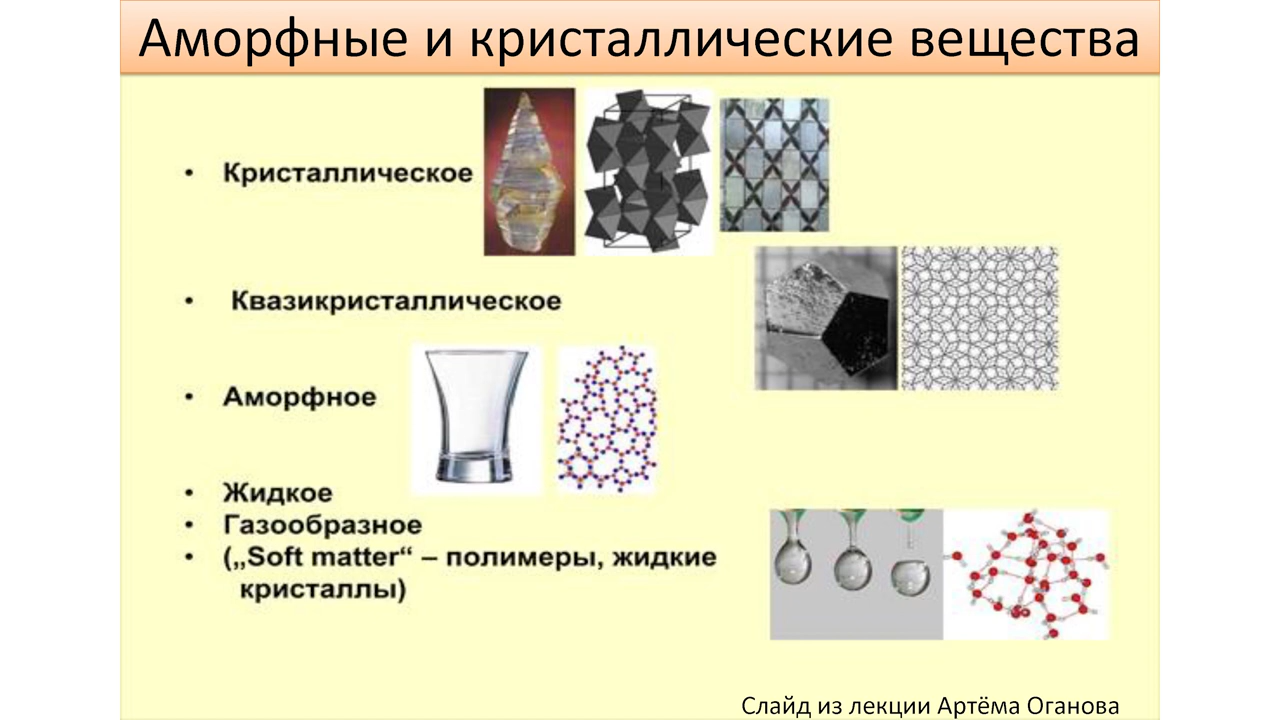 Аморфные и кристаллические вещества
• Кристаллическое
• Квазикристаллическое
• Аморфное
• Жидкое
• Газообразное
• („Soft matter“ – полимеры, жидкие
кристаллы)
Слайд из лекции Артёма Оганова